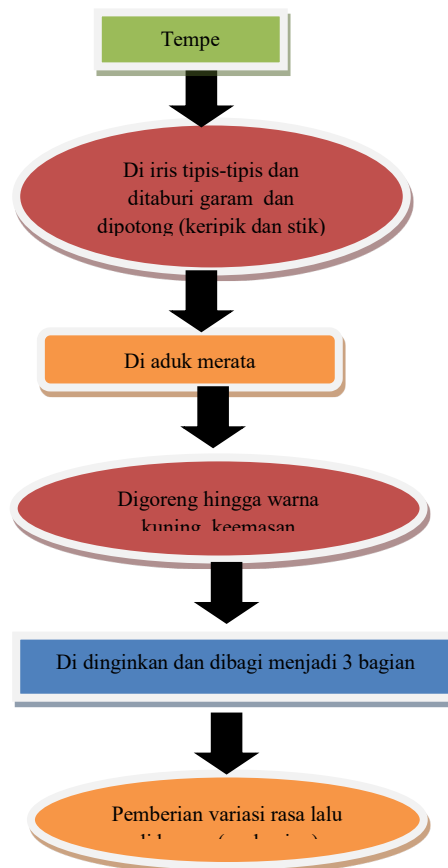 Tempe
Di iris tipis-tipis dan
ditaburi garam dan
dipotong (keripik dan stik)
Di aduk merata
Digoreng hingga warna
kuning keemasan
Di dinginkan dan dibagi menjadi 3 bagian
Pemberian variasi rasa lalu